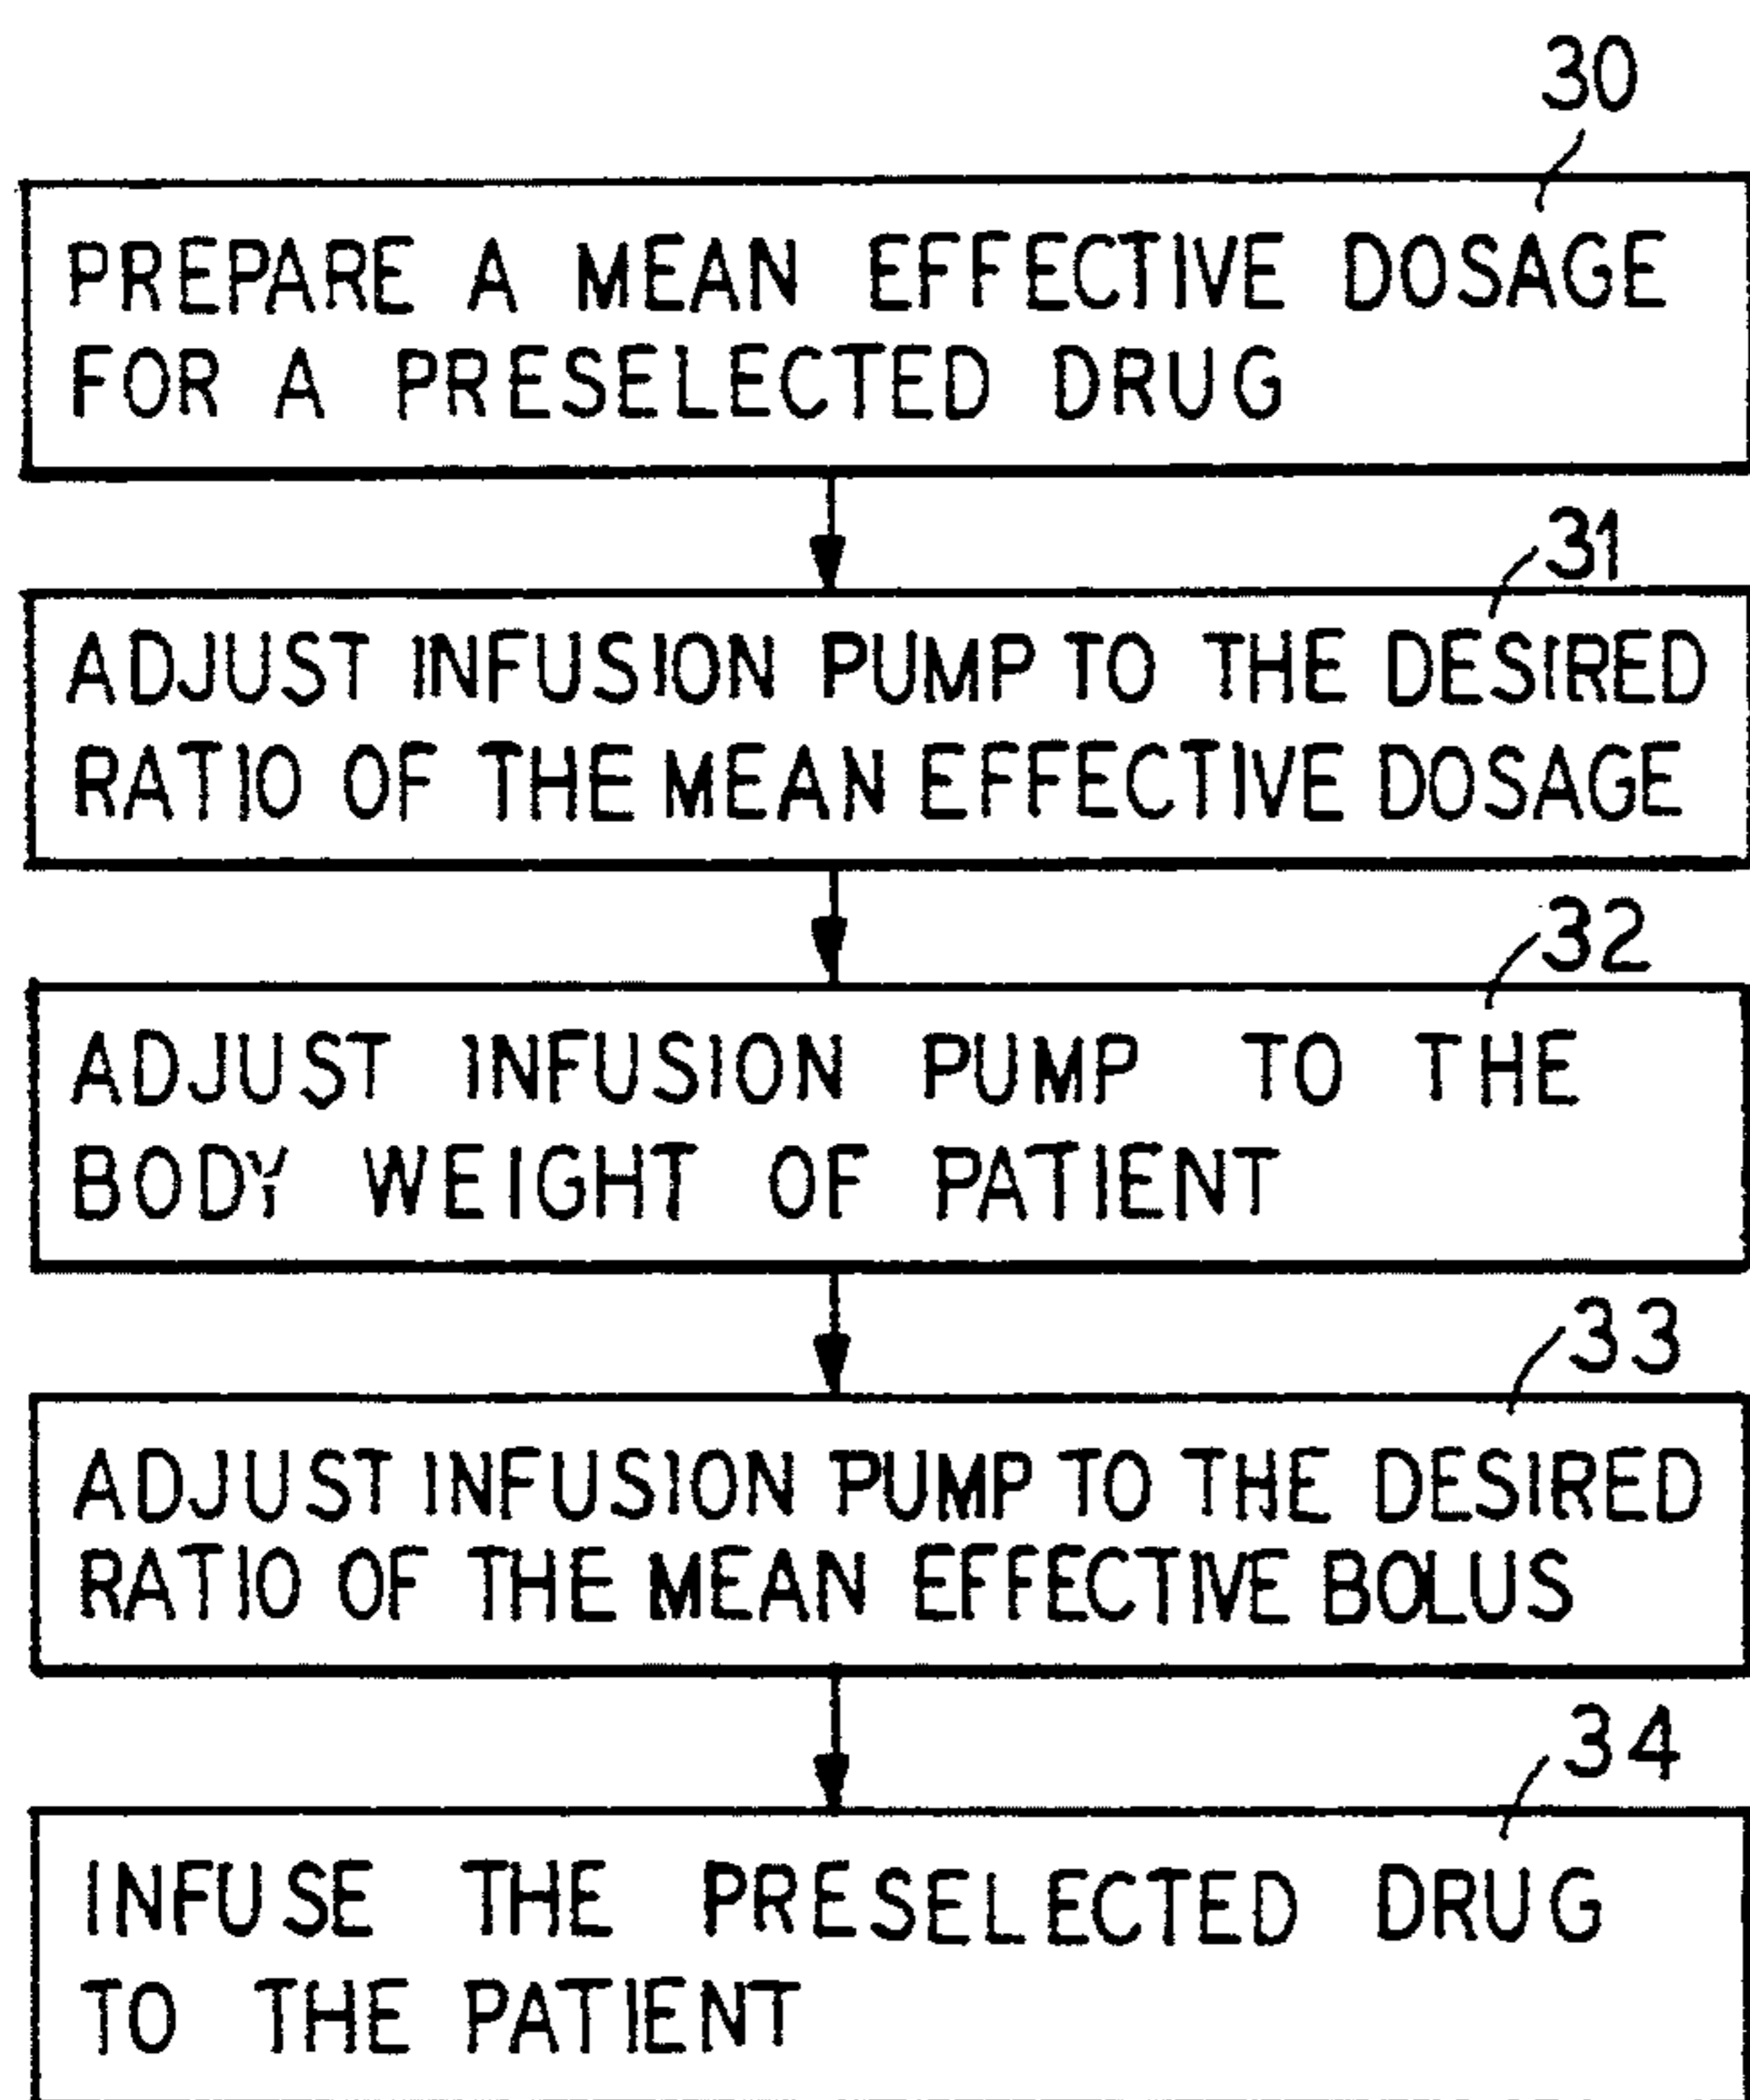 30
PREPARE A MEAN EFFECTIVE DOSAGE
FOR A PRESELECTED DRUG
31
ADJUST INFUSION PUMP TO THE DESIRED
RATIO OF THE MEAN EFFECTIVE DOSAGE
32
ADJUST INFUSION PUMP TO THE
BODY WEIGHT OF PATIENT
33
ADJUST INFUSION PUMP TO THE DESIRED
RATIO OF THE MEAN EFFECTIVE BOLUS
34
INFUSE THE PRESELECTED DRUG
TO THE PATIENT